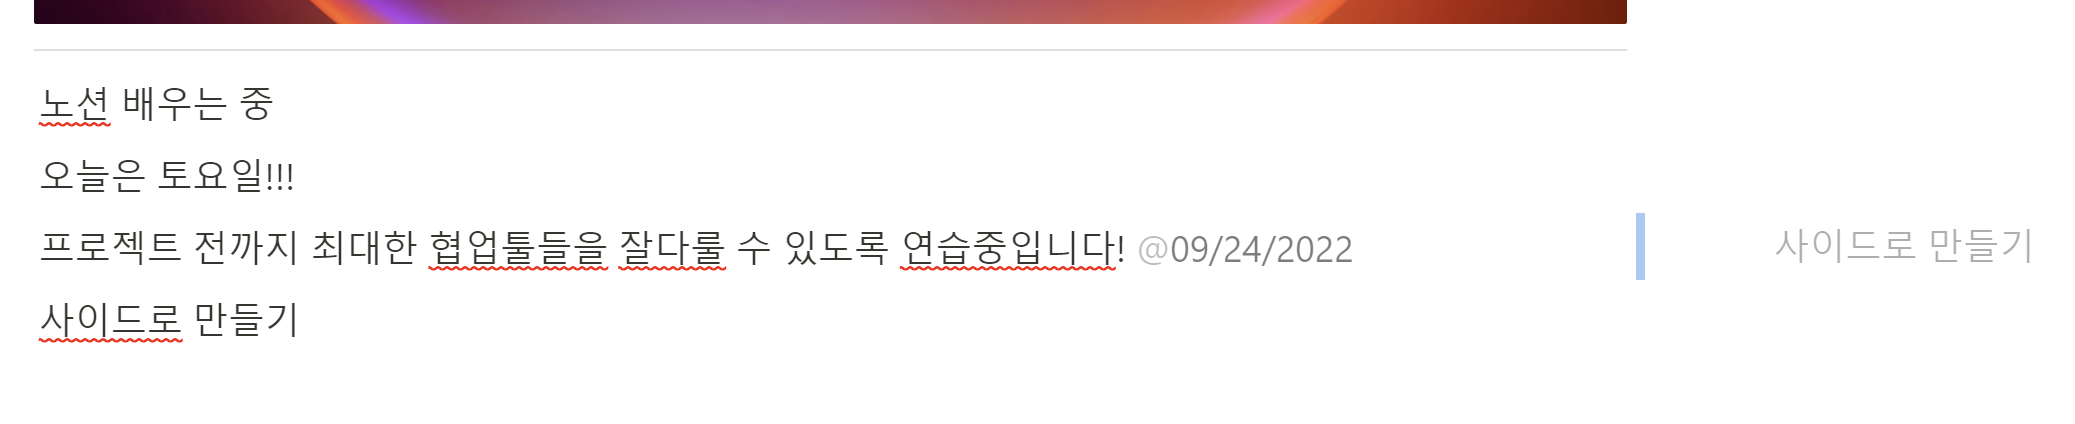 노션 배우는 중
오늘은 토요일!!!
프로젝트 전까지 최대한 협업툴들을 잘다룰 수 있도록 연습중입니다! @09/24/2022
사이드로 만들기
사이드로 만들기